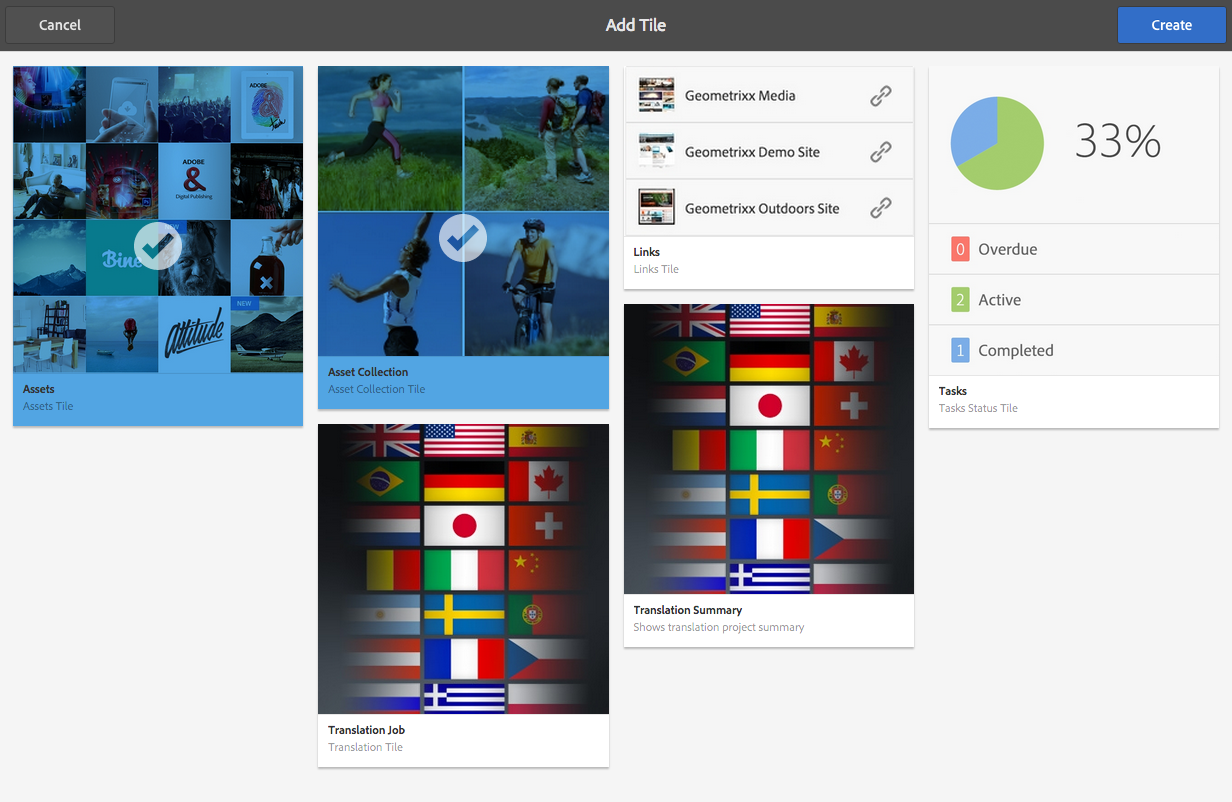 Cancel
Add Tile
Create
ADOBE
ADOBE
&
Digital Publishing
Bine
NEW
Attitude
Assets
Assets Tile
Asset Collection
Asset Collection Tile
Translation Job
Translation Tile
Geometrixx Media
Geometrixx Demo Site
Geometrixx Outdoors Site
Links
Links Tile
Translation Summary
Shows translation project summary
33%
0 Overdue
2 Active
1 Completed
Tasks
Tasks Status Tile